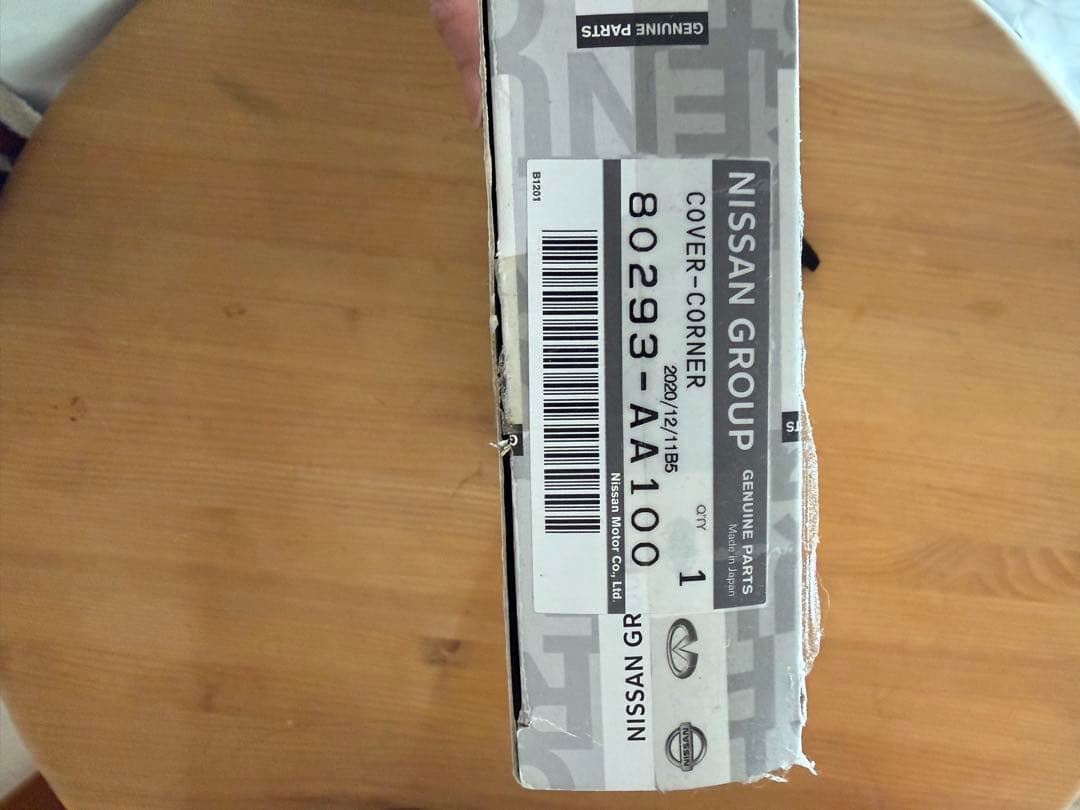 GENUINE PARTS
NISSAN GROUP GENUINE PARTS
Made in Japan
COVER-CORNER
QTY 1
2020/12/11B5
80293-AA100
Nissan Motor Co., Ltd.
B1201
NISSAN GR
NISSAN
TS